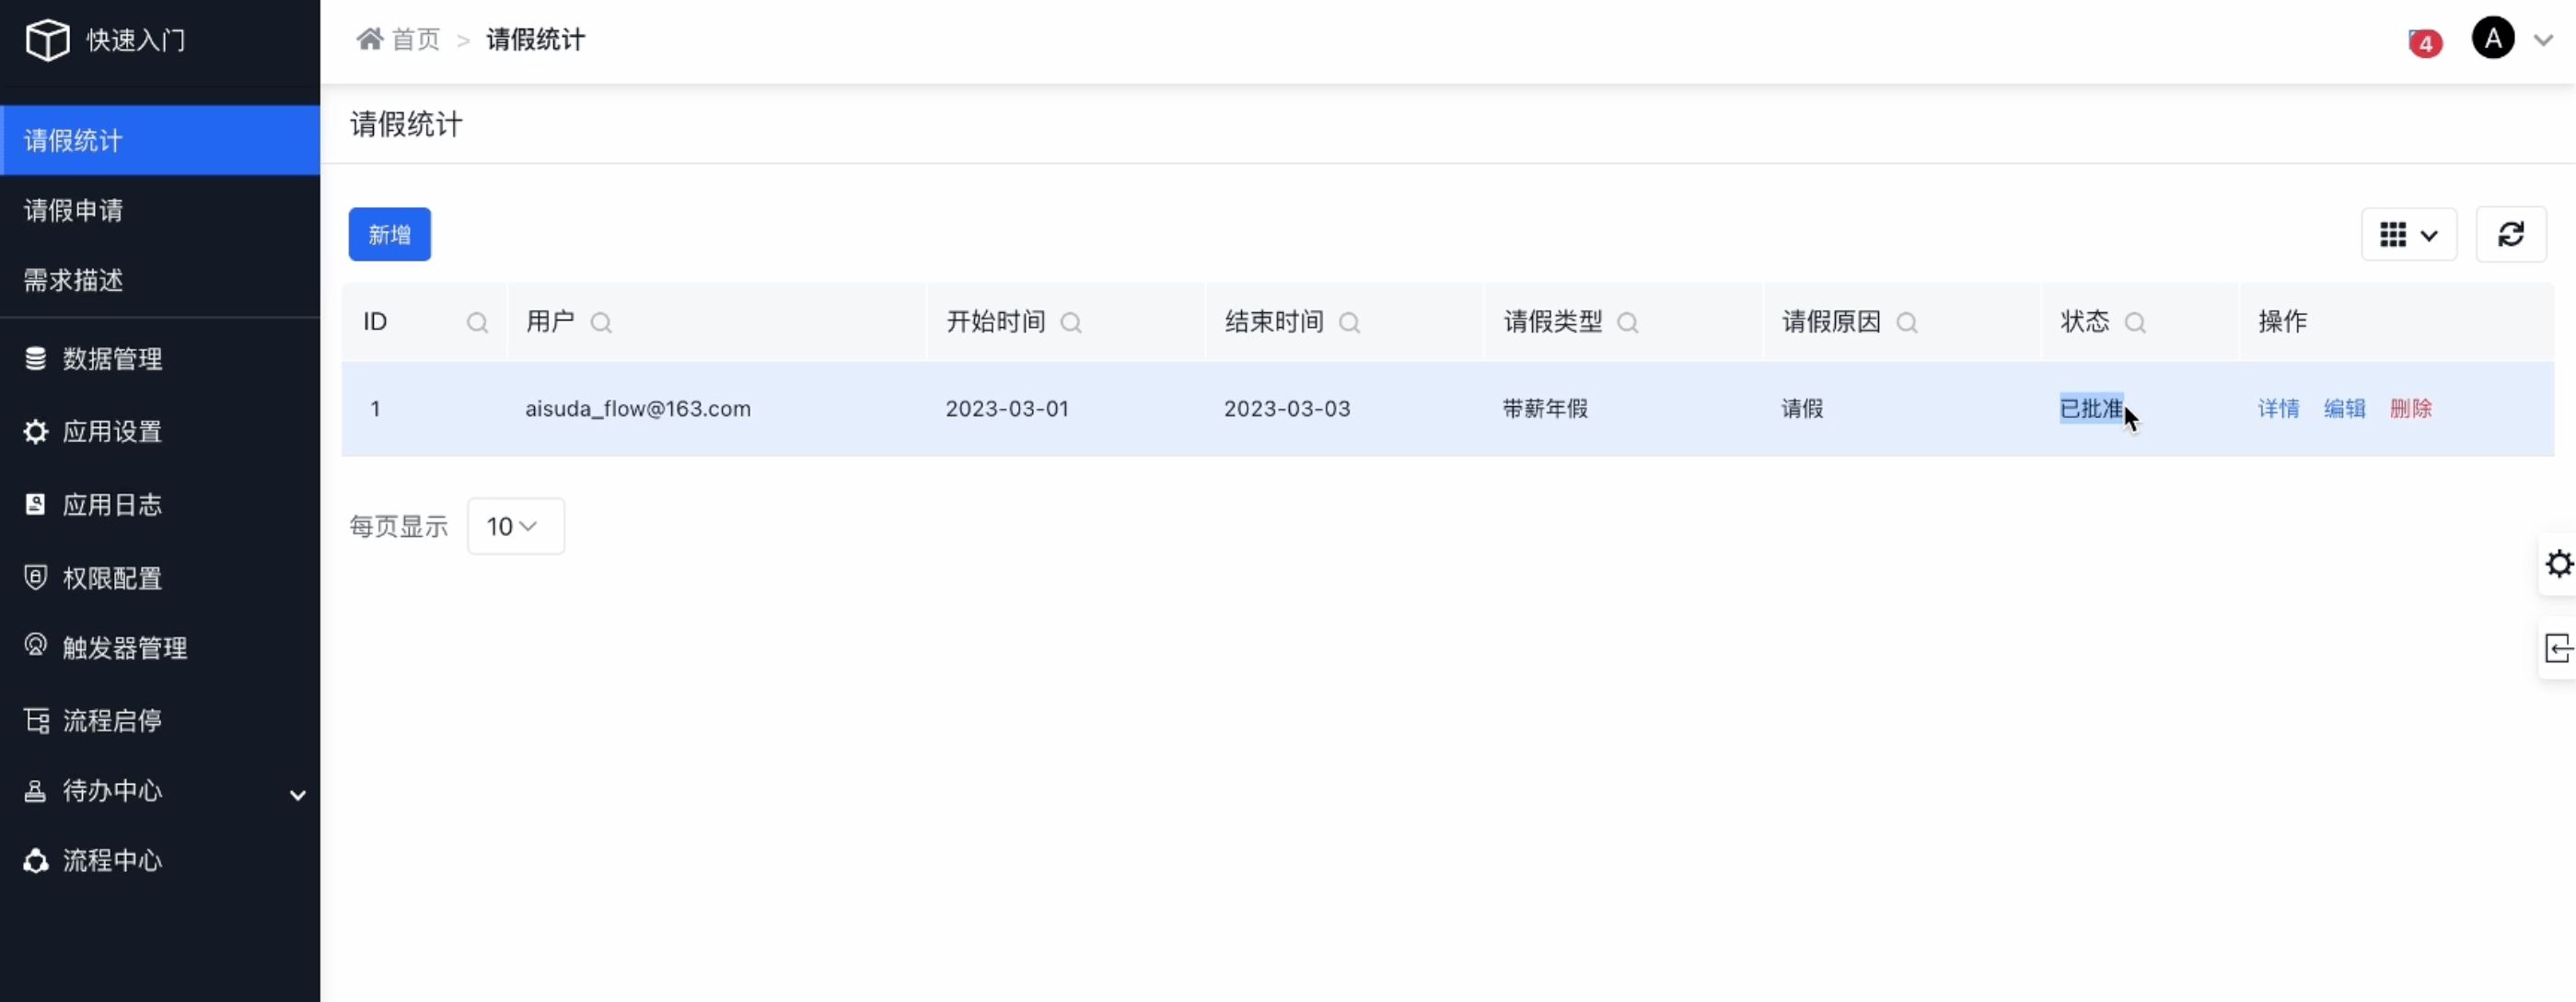 快速入门
首页 > 请假统计
4
A
请假统计
请假申请
需求描述
数据管理
应用设置
应用日志
权限配置
触发器管理
流程启停
待办中心
流程中心
请假统计
新增
ID 用户 开始时间 结束时间 请假类型 请假原因 状态 操作
1 aisuda_flow@163.com 2023-03-01 2023-03-03 带薪年假 请假 已批准 详情 编辑 删除
每页显示 10